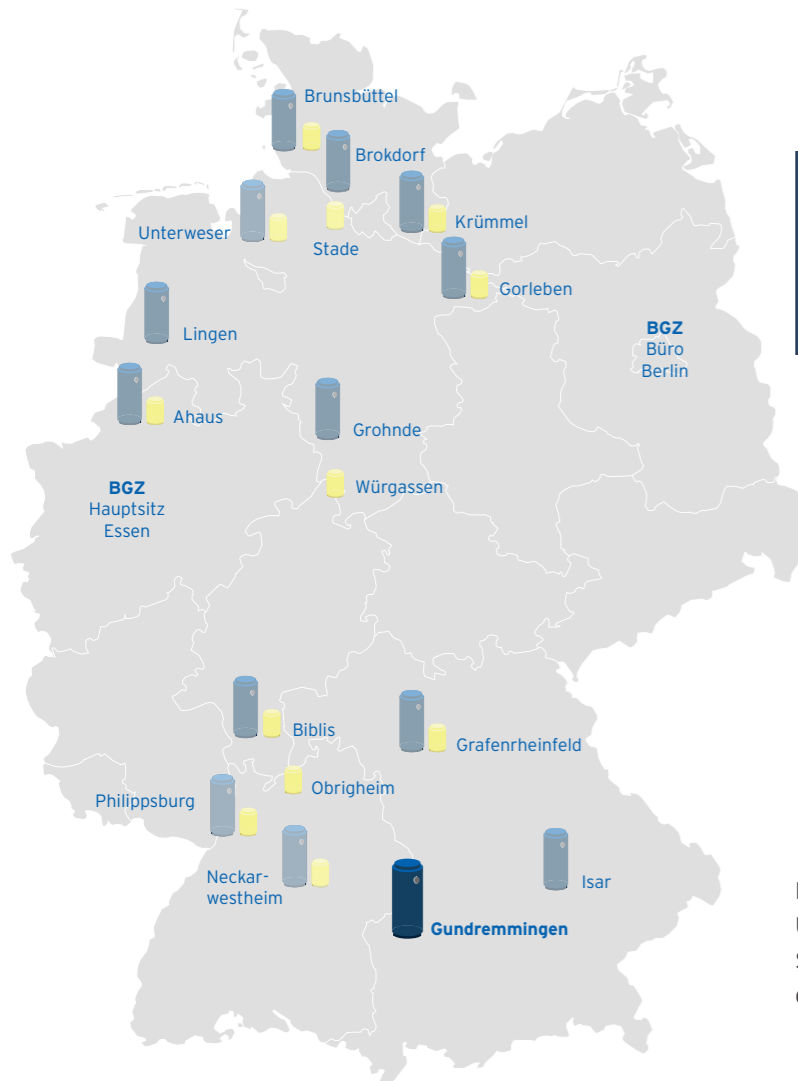 Brunsbüttel
Brokdorf
Unterweser
Stade
Krümmel
Gorleben
Lingen
BGZ
Büro
Berlin
Ahaus
Grohnde
BGZ
Hauptsitz
Essen
Würgassen
Biblis
Grafenrheinfeld
Obrigheim
Philippsburg
Neckar-
westheim
Isar
Gundremmingen